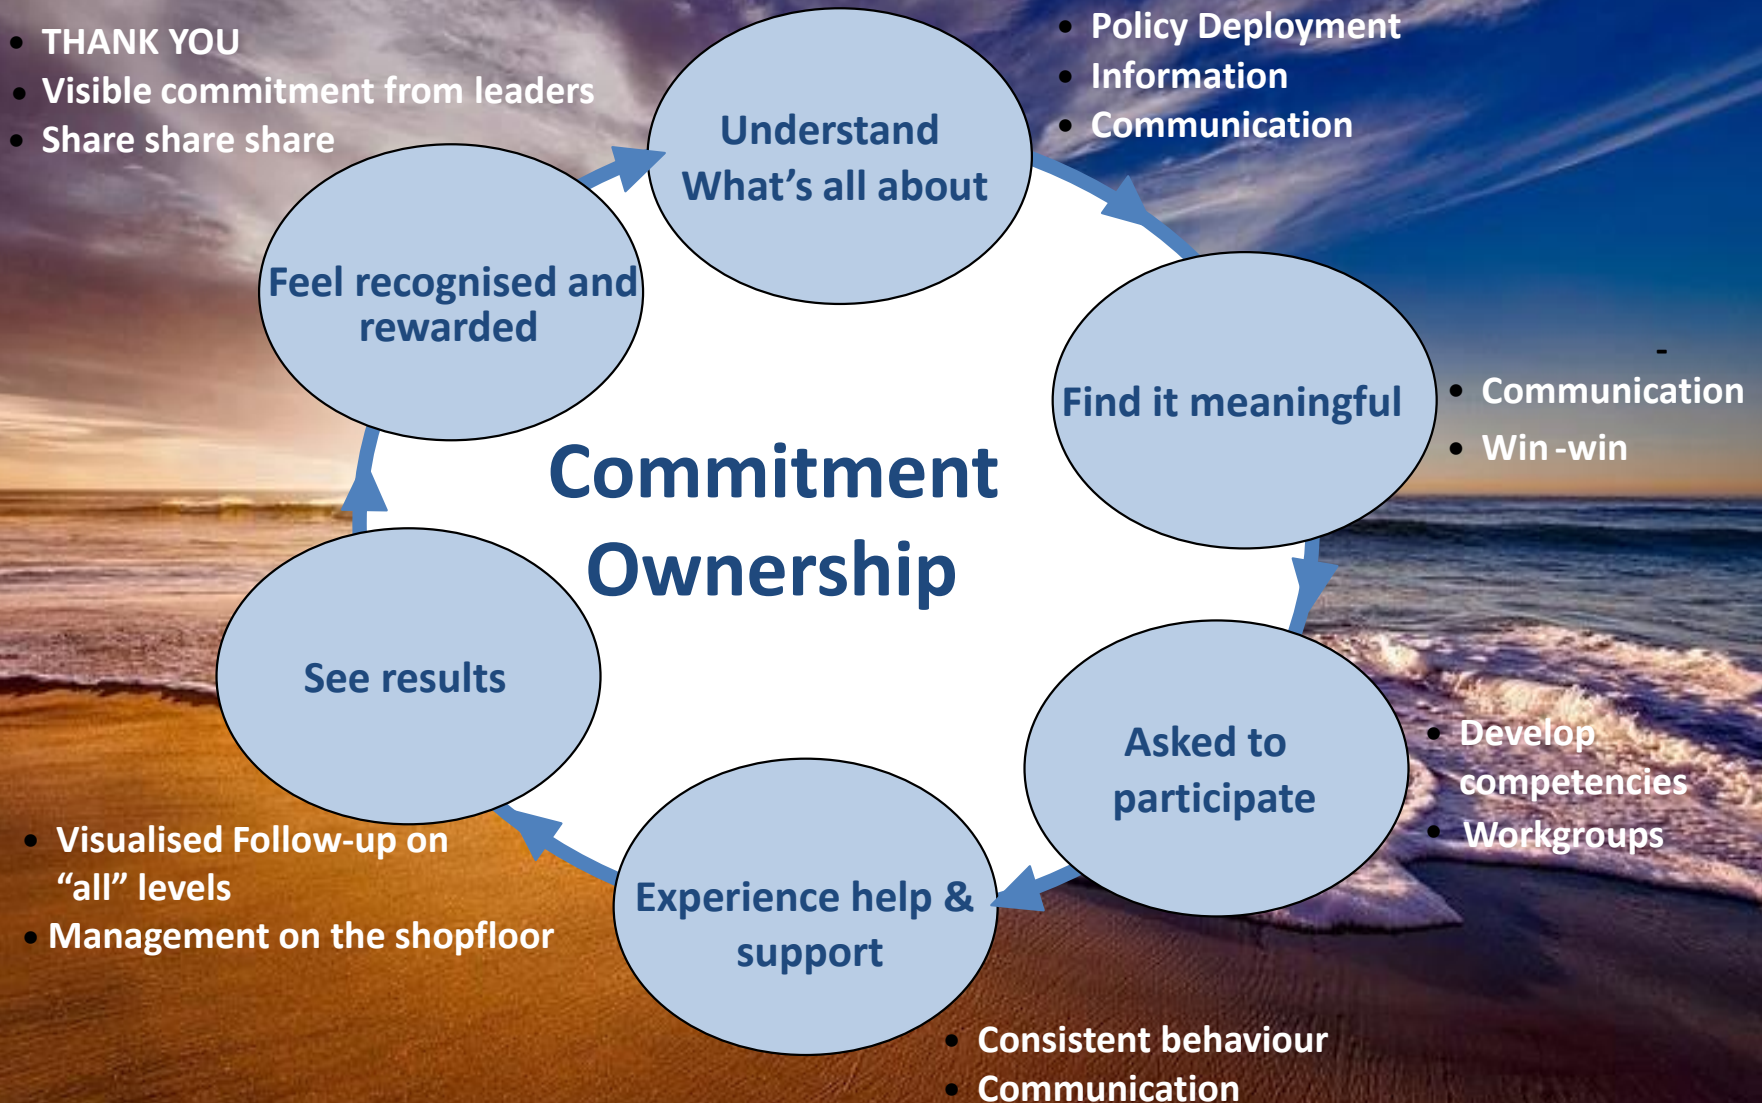 • THANK YOU
• Visible commitment from leaders
• Share share share
• Policy Deployment
• Information
• Communication
Understand
What’s all about
Feel recognised and
rewarded
Find it meaningful
-
• Communication
• Win -win
Commitment
Ownership
See results
Asked to
participate
• Develop
competencies
• Workgroups
Experience help &
support
• Visualised Follow-up on
“all” levels
• Management on the shopfloor
• Consistent behaviour
• Communication